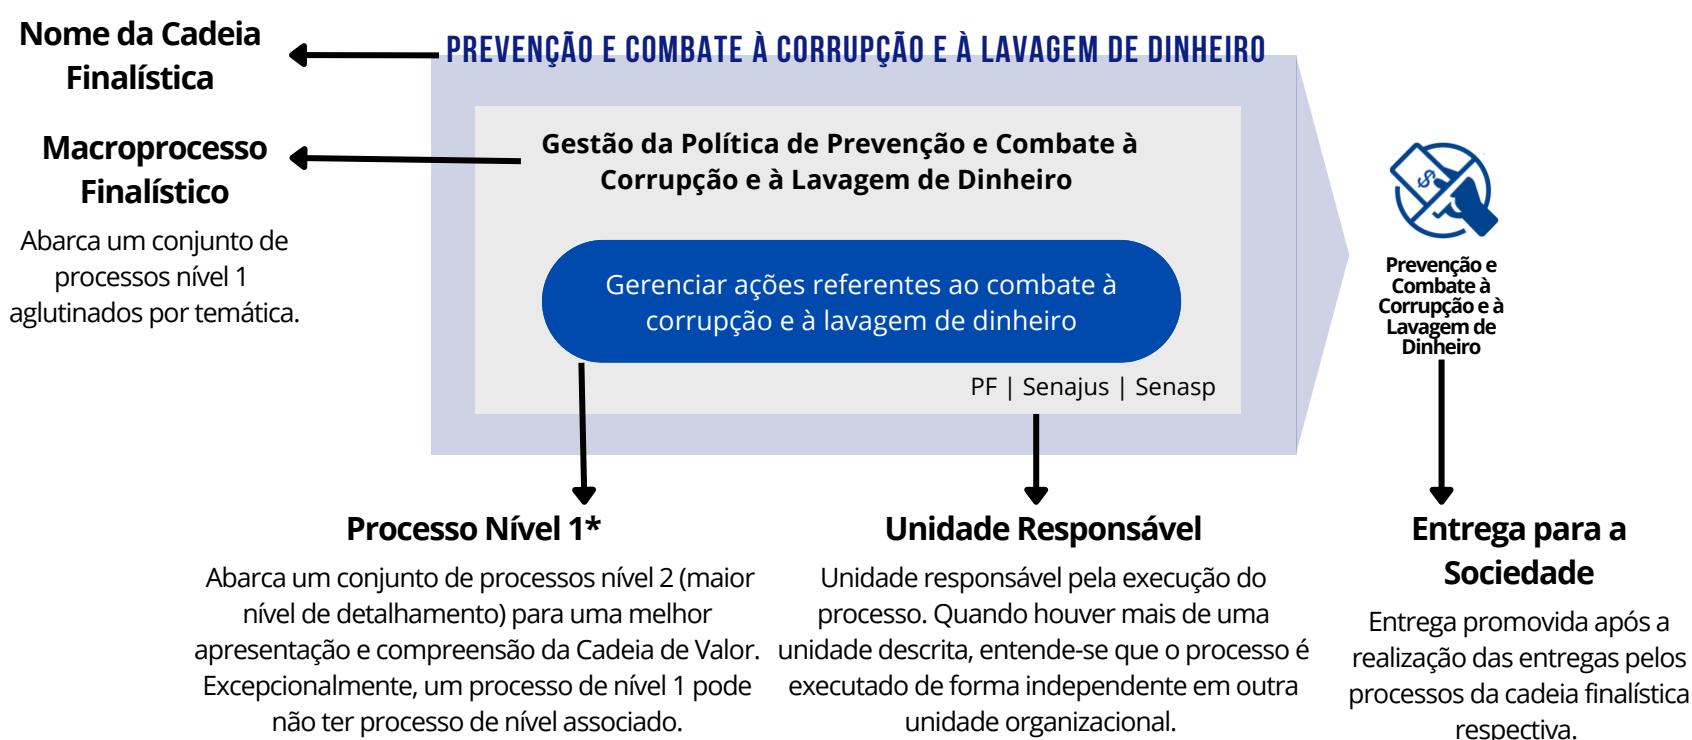 Nome da Cadeia
Finalística
PREVENÇÃO E COMBATE À CORRUPÇÃO E À LAVAGEM DE DINHEIRO
Macroprocesso
Finalístico
Abarca um conjunto de
processos nível 1
aglutinados por temática.
Gestão da Política de Prevenção e Combate à
Corrupção e à Lavagem de Dinheiro
Gerenciar ações referentes ao combate à
corrupção e à lavagem de dinheiro
PF | Senajus | Senasp
$
Prevenção e
Combate à
Corrupção e à
Lavagem de
Dinheiro
Processo Nível 1*
Abarca um conjunto de processos nível 2 (maior
nível de detalhamento) para uma melhor
apresentação e compreensão da Cadeia de Valor.
Excepcionalmente, um processo de nível 1 pode
não ter processo de nível associado.
Unidade Responsável
Unidade responsável pela execução do
processo. Quando houver mais de uma
unidade descrita, entende-se que o processo é
executado de forma independente em outra
unidade organizacional.
Entrega para a
Sociedade
Entrega promovida após a
realização das entregas pelos
processos da cadeia finalística
respectiva.